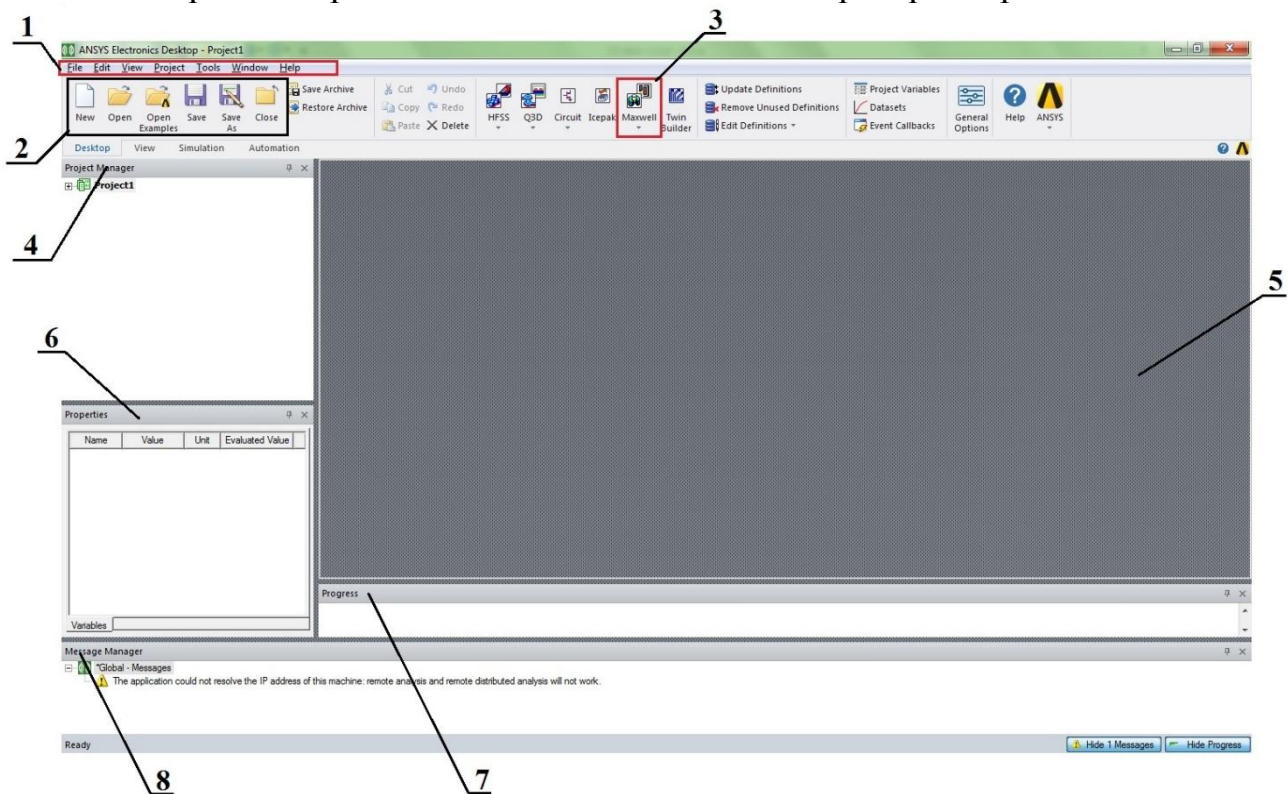 3
1
ANSYS Electronics Desktop - Project1
File Edit View Project Tools Window Help
New Open Open Examples Save Save As Close
Save Archive
Restore Archive
Cut Undo
Copy Redo
Paste Delete
HFSS Q3D Circuit Icepak Maxwell Twin Builder
Update Definitions
Remove Unused Definitions
Edit Definitions
Project Variables
Datasets
Event Callbacks
General Options
Help ANSYS
2
Desktop View Simulation Automation
Project Manager
Project1
4
5
6
Properties
Name Value Unit Evaluated Value
Variables
Progress
Message Manager
*Global - Messages
The application could not resolve the IP address of this machine: remote analysis and remote distributed analysis will not work.
Ready
Hide 1 Messages Hide Progress
8
7